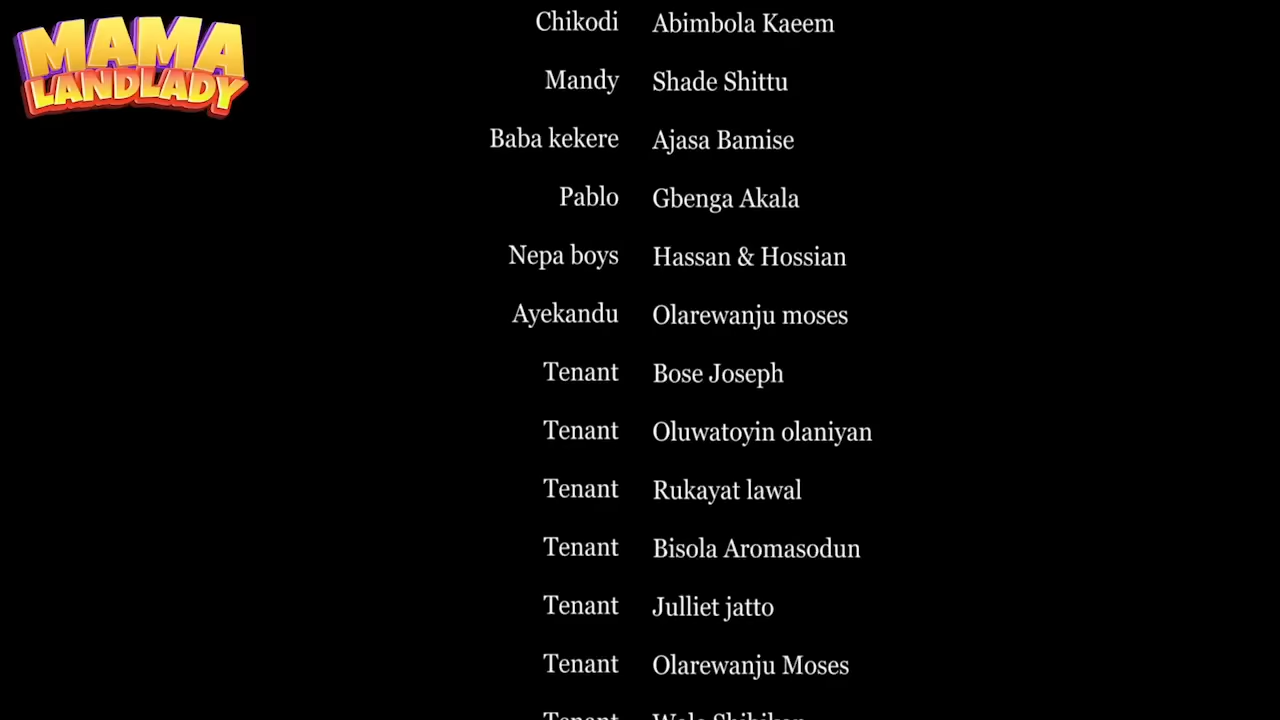 MAMA
LANDLADY
Chikodi Abimbola Kaeem
Mandy Shade Shittu
Baba kekere Ajasa Bamise
Pablo Gbenga Akala
Nepa boys Hassan & Hossian
Ayekandu Olarewanju moses
Tenant Bose Joseph
Tenant Oluwatoyin olaniyan
Tenant Rukayat lawal
Tenant Bisola Aromasodun
Tenant Julliet jatto
Tenant Olarewanju Moses
Tenant